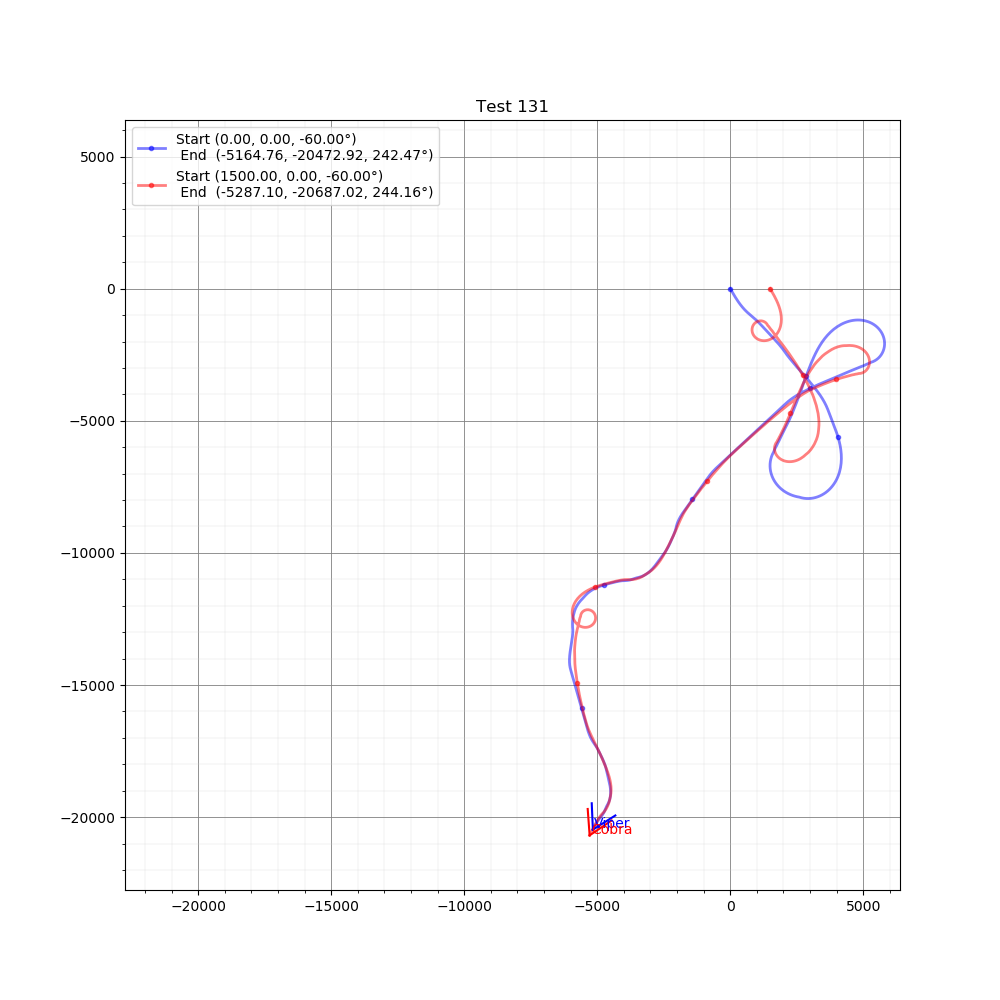 Test 131
Start (0.00, 0.00, -60.00°)
End (-5164.76, -20472.92, 242.47°)
Start (1500.00, 0.00, -60.00°)
End (-5287.10, -20687.02, 244.16°)
5000
0
−5000
−10000
−15000
−20000
Viper
Cobra
−20000
−15000
−10000
−5000
0
5000